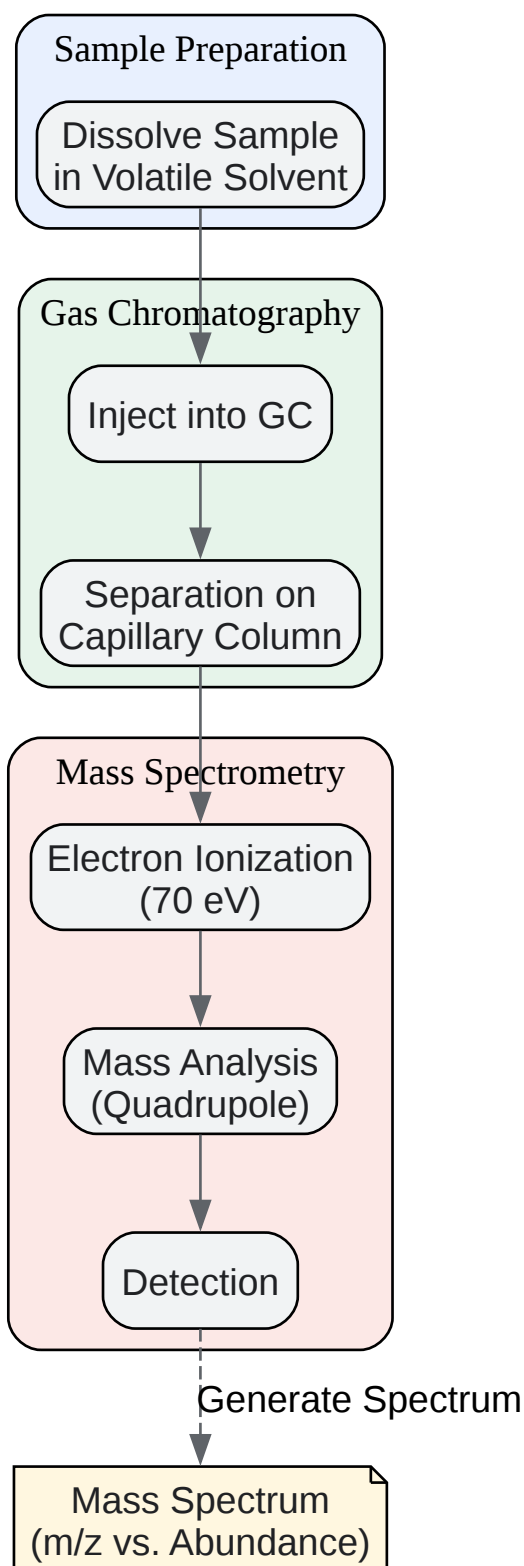 Sample Preparation
Dissolve Sample
in Volatile Solvent
Gas Chromatography
Inject into GC
Separation on
Capillary Column
Mass Spectrometry
Electron Ionization
(70 eV)
Mass Analysis
(Quadrupole)
Detection
Generate Spectrum
Mass Spectrum
(m/z vs. Abundance)